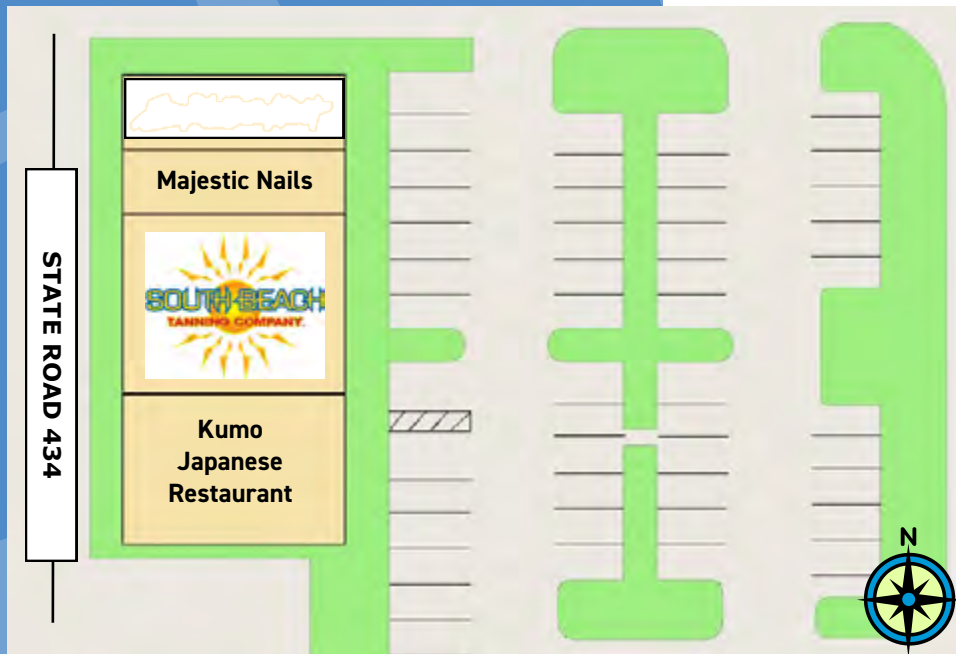 Majestic Nails
SOUTH BEACH
TANNING COMPANY.
STATE ROAD 434
Kumo
Japanese
Restaurant
N